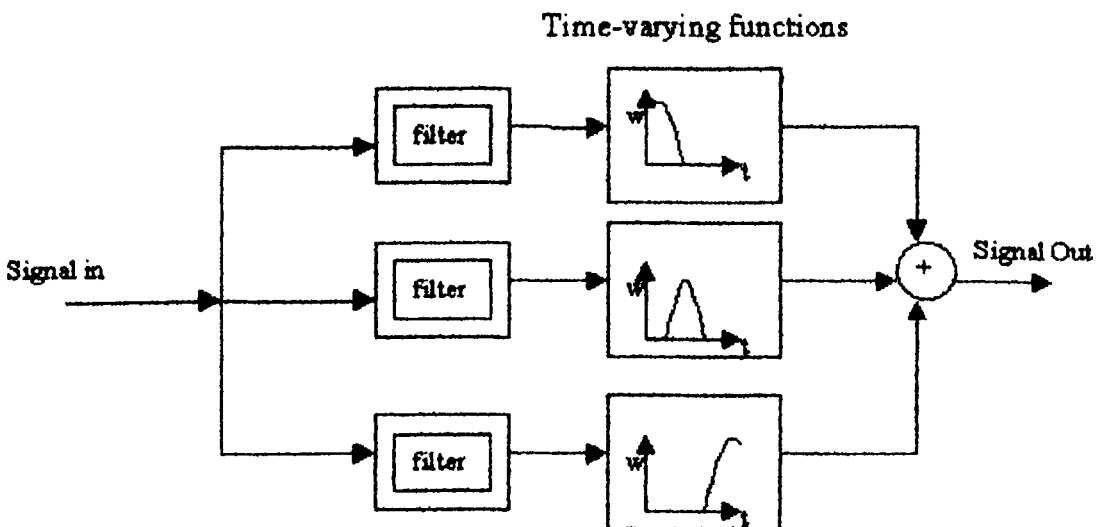 Time-varying functions
filter
w
t
Signal in
filter
w
t
+
Signal Out
filter
w
t